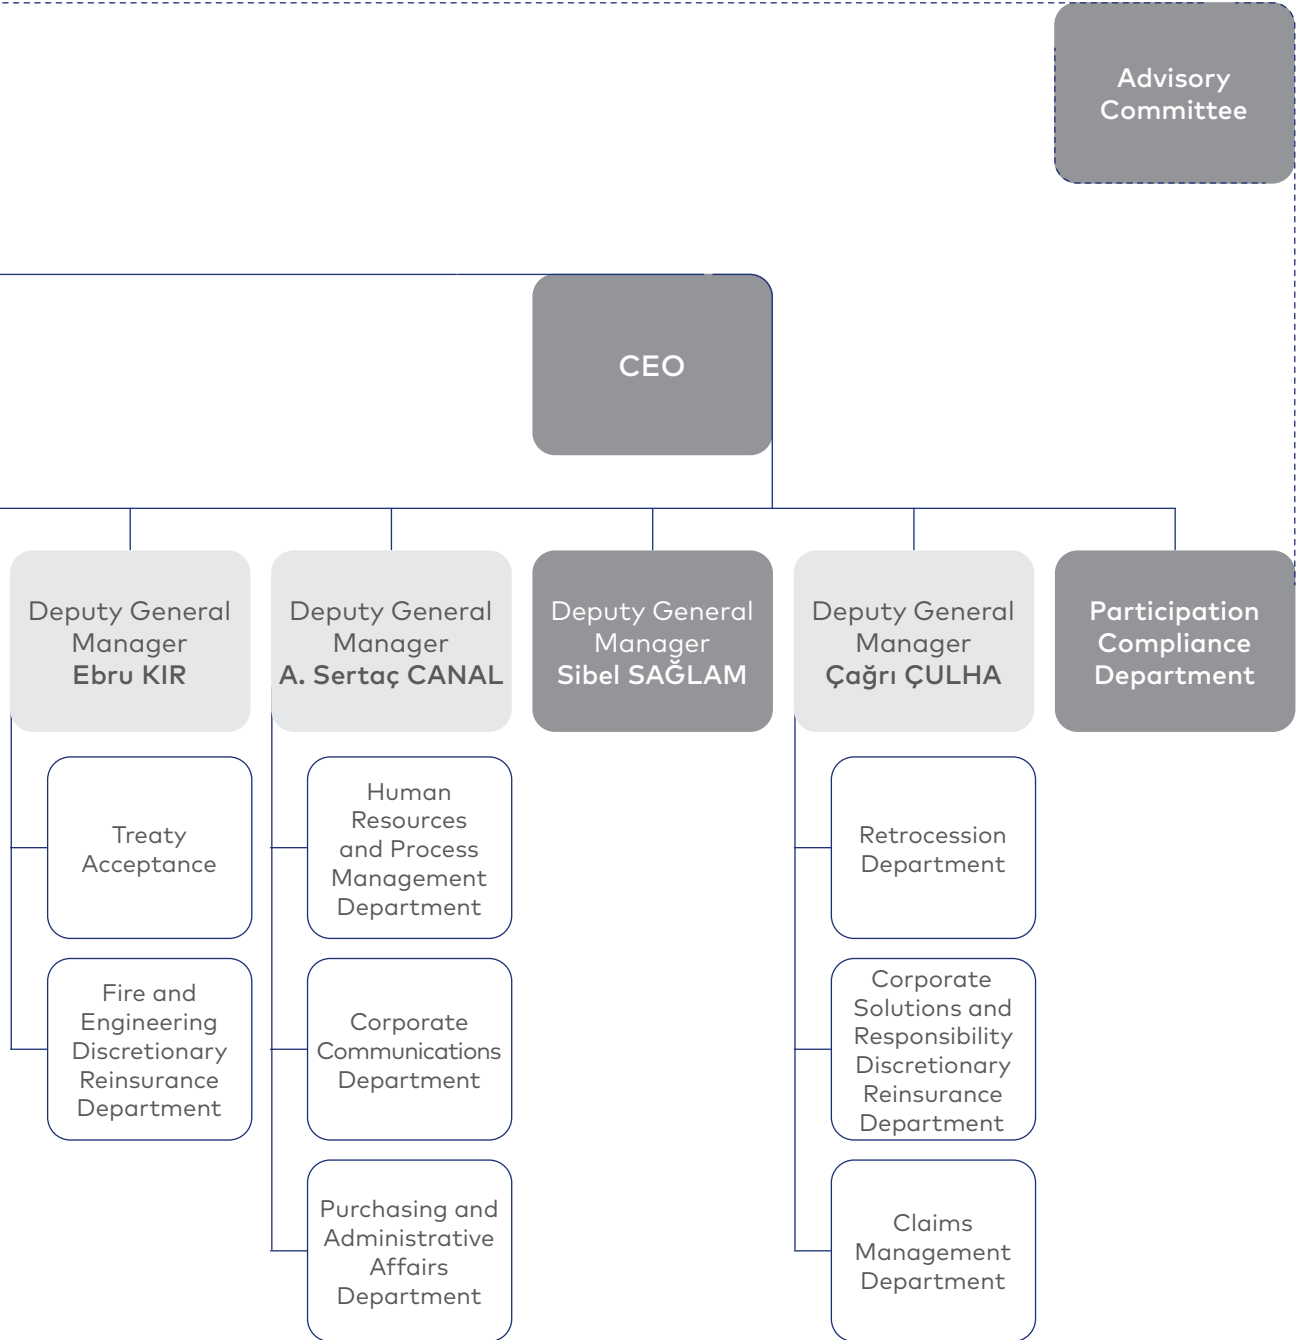 Advisory
Committee
CEO
Deputy General
Manager
Ebru KIR
Deputy General
Manager
A. Sertaç CANAL
Deputy General
Manager
Sibel SAĞLAM
Deputy General
Manager
Çağrı ÇULHA
Participation
Compliance
Department
Treaty
Acceptance
Human
Resources
and Process
Management
Department
Retrocession
Department
Fire and
Engineering
Discretionary
Reinsurance
Department
Corporate
Communications
Department
Corporate
Solutions and
Responsibility
Discretionary
Reinsurance
Department
Purchasing and
Administrative
Affairs
Department
Claims
Management
Department